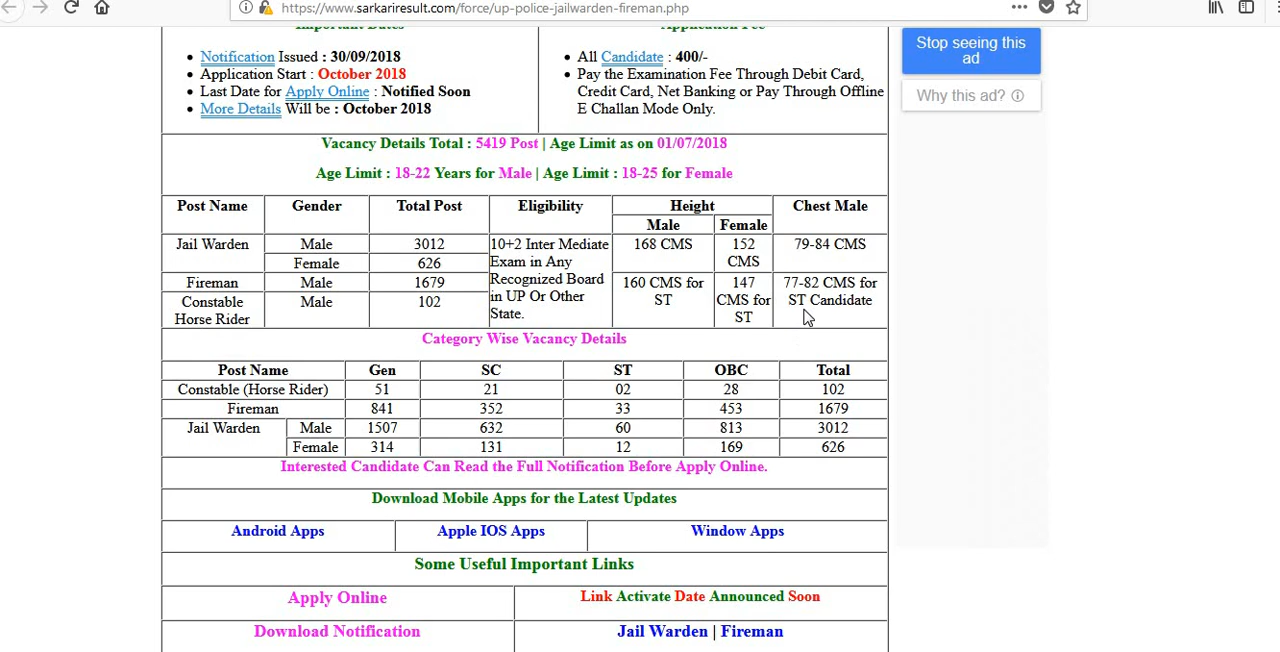 https://www.sarkariresult.com/force/up-police-jailwarden-fireman.php
Important Dates
Application Fee
Notification Issued : 30/09/2018
Application Start : October 2018
Last Date for Apply Online : Notified Soon
More Details Will be : October 2018
All Candidate : 400/-
Pay the Examination Fee Through Debit Card,
Credit Card, Net Banking or Pay Through Offline
E Challan Mode Only.
Stop seeing this
ad
Why this ad?
Vacancy Details Total : 5419 Post | Age Limit as on 01/07/2018
Age Limit : 18-22 Years for Male | Age Limit : 18-25 for Female
Post Name Gender Total Post Eligibility Height Chest Male
Male Female
Jail Warden Male 3012 10+2 Inter Mediate 168 CMS 152 79-84 CMS
Female 626 Exam in Any CMS
Fireman Male 1679 Recognized Board 160 CMS for 147 77-82 CMS for
Constable Male 102 in UP Or Other ST CMS for ST Candidate
Horse Rider State. ST
Category Wise Vacancy Details
Post Name Gen SC ST OBC Total
Constable (Horse Rider) 51 21 02 28 102
Fireman 841 352 33 453 1679
Jail Warden Male 1507 632 60 813 3012
Female 314 131 12 169 626
Interested Candidate Can Read the Full Notification Before Apply Online.
Download Mobile Apps for the Latest Updates
Android Apps Apple IOS Apps Window Apps
Some Useful Important Links
Apply Online Link Activate Date Announced Soon
Download Notification Jail Warden | Fireman